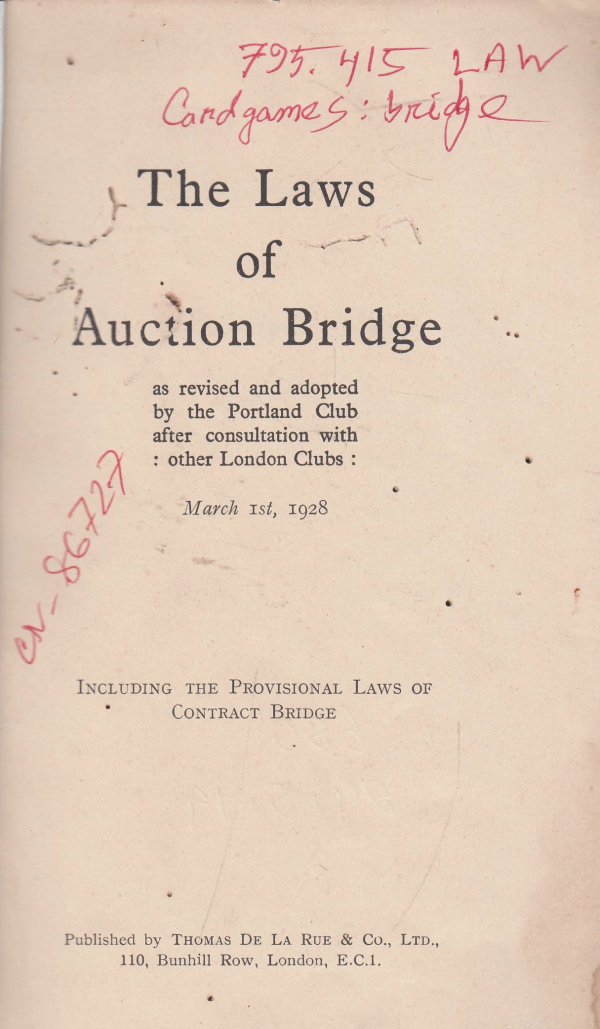 795.415 LAW
Cardgames: bridge
The Laws
of
Auction Bridge
as revised and adopted
by the Portland Club
after consultation with
: other London Clubs :
March 1st, 1928
CN-86727
INCLUDING THE PROVISIONAL LAWS OF
CONTRACT BRIDGE
Published by THOMAS DE LA RUE & CO., LTD.,
110, Bunhill Row, London, E.C.1.